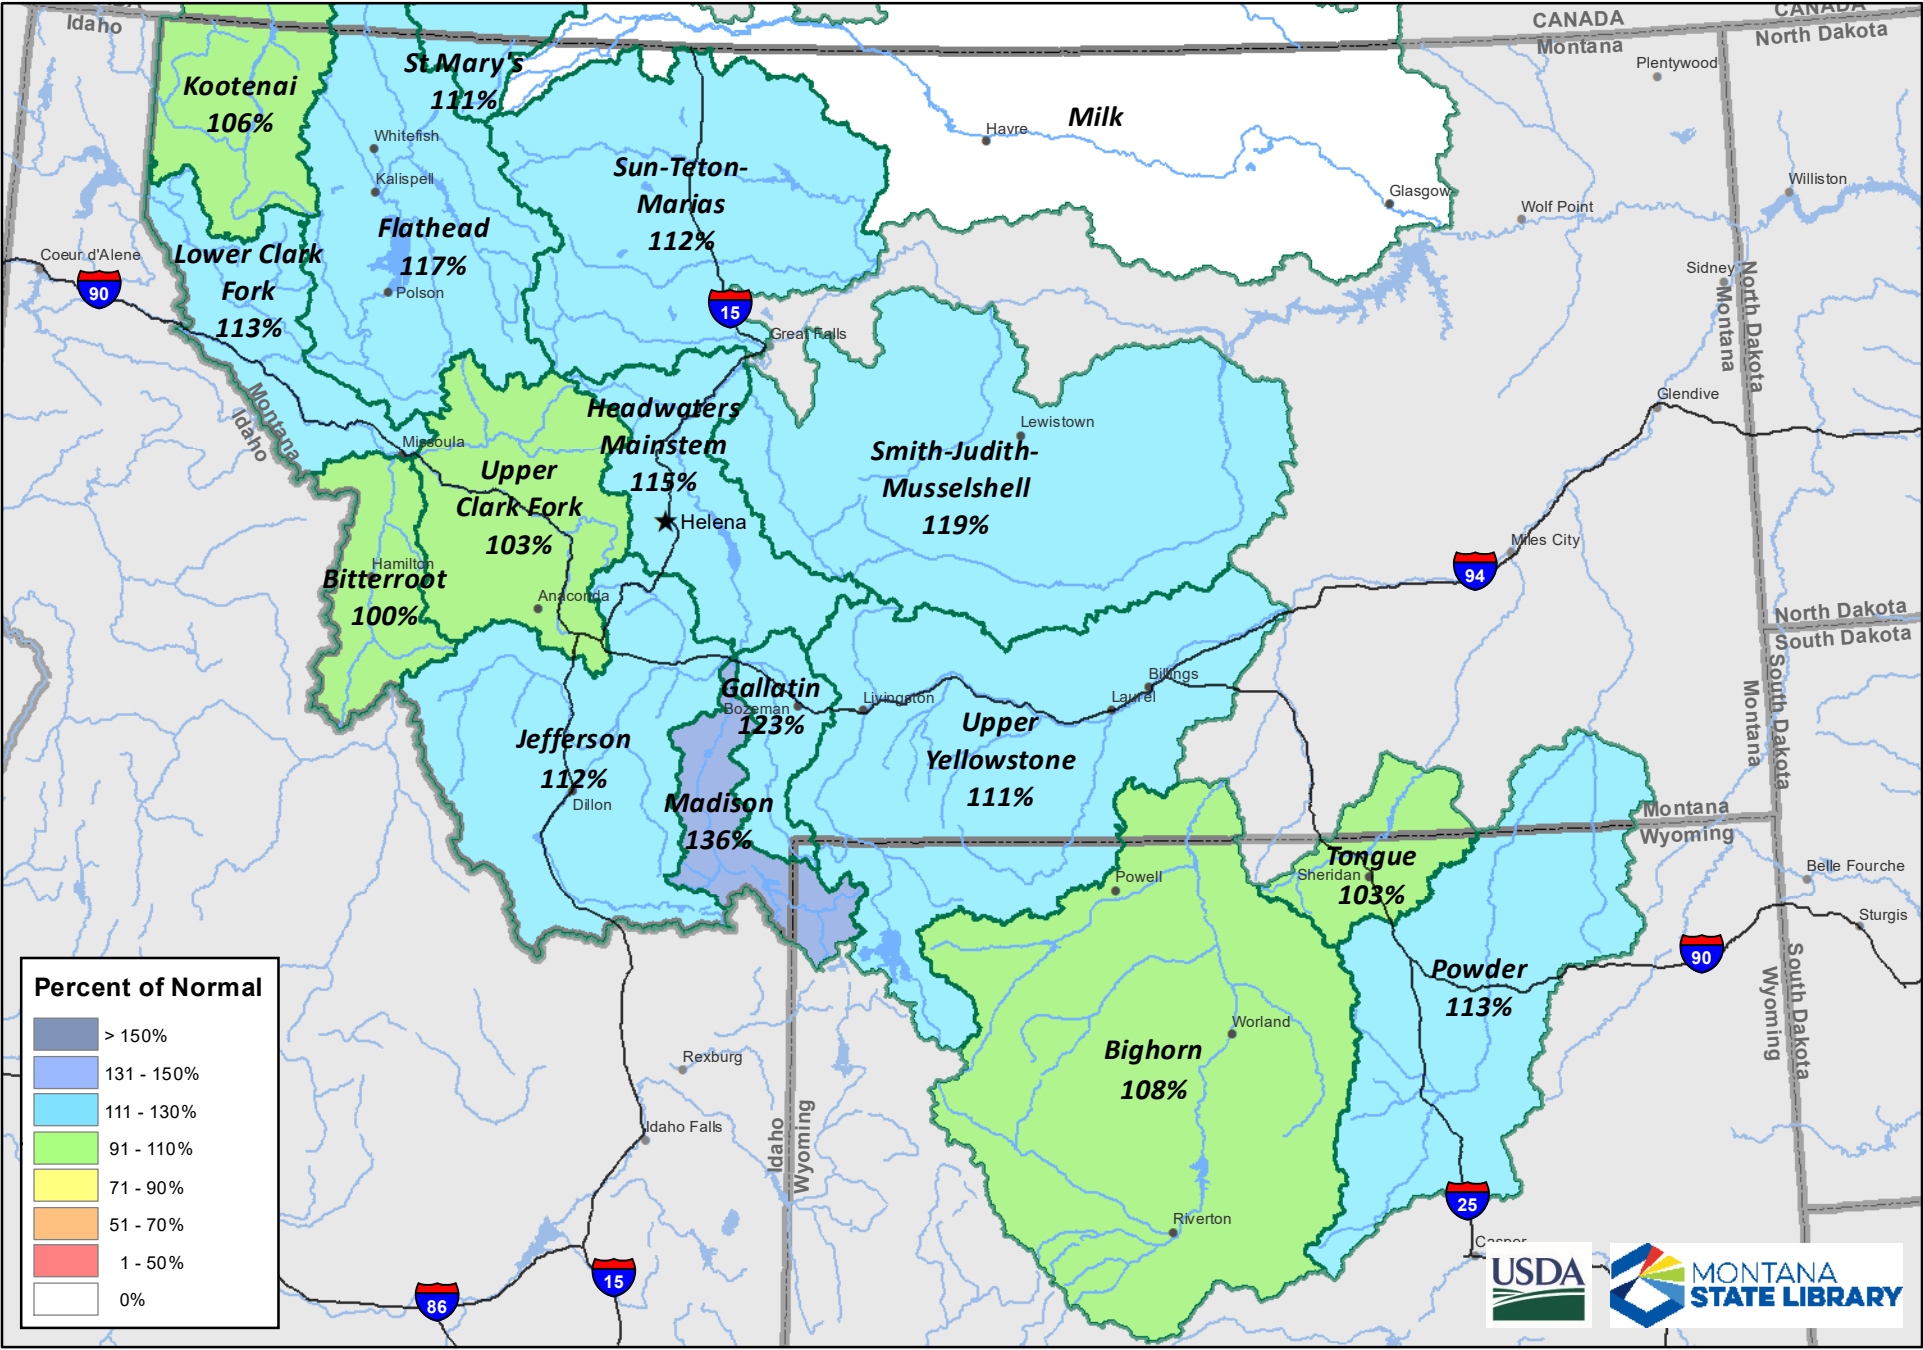 Idaho
CANADA
Montana
CANADA
North Dakota
Plentywood
Kootenai
106%
St Mary's
111%
Milk
Havre
Whitefish
Kalispell
Sun-Teton-
Marias
112%
Glasgow
Wolf Point
Williston
Flathead
117%
Polson
Lower Clark
Fork
113%
Coeur d'Alene
90
15
Great Falls
Sidney
Montana
North Dakota
Glendive
Montana
Idaho
Missoula
Headwaters
Mainstem
115%
Helena
Lewistown
Smith-Judith-
Musselshell
119%
Upper
Clark Fork
103%
Anaconda
Hamilton
Bitterroot
100%
Miles City
94
North Dakota
South Dakota
Montana
South Dakota
Gallatin
Bozeman
123%
Livingston
Billings
Laurel
Upper
Yellowstone
111%
Jefferson
112%
Dillon
Madison
136%
Montana
Wyoming
Powell
Tongue
Sheridan
103%
Belle Fourche
Sturgis
90
Powder
113%
Wyoming
South Dakota
Worland
Bighorn
108%
Riverton
25
Casper
Rexburg
Idaho Falls
Idaho
Wyoming
15
86
Percent of Normal
> 150%
131 - 150%
111 - 130%
91 - 110%
71 - 90%
51 - 70%
1 - 50%
0%
USDA
MONTANA
STATE LIBRARY